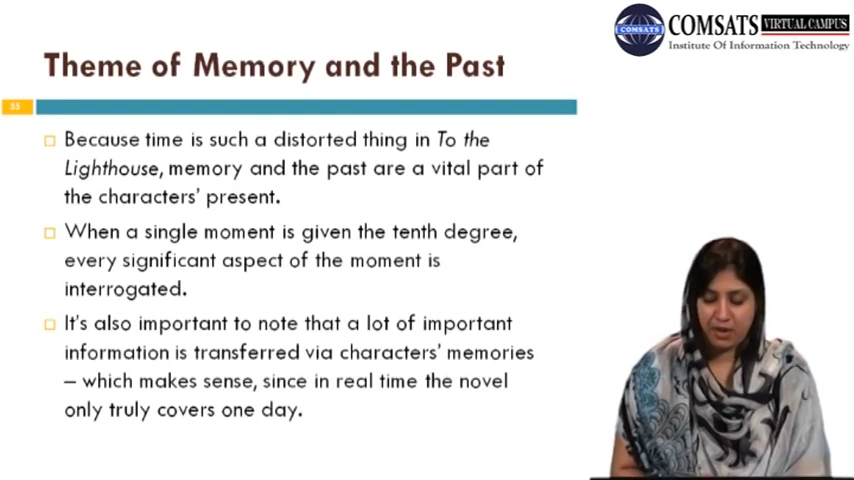 COMSATS VIRTUAL CAMPUS
COMSATS
Institute Of Information Technology
Theme of Memory and the Past
Because time is such a distorted thing in To the
Lighthouse, memory and the past are a vital part of
the characters' present.
When a single moment is given the tenth degree,
every significant aspect of the moment is
interrogated.
It's also important to note that a lot of important
information is transferred via characters' memories
– which makes sense, since in real time the novel
only truly covers one day.